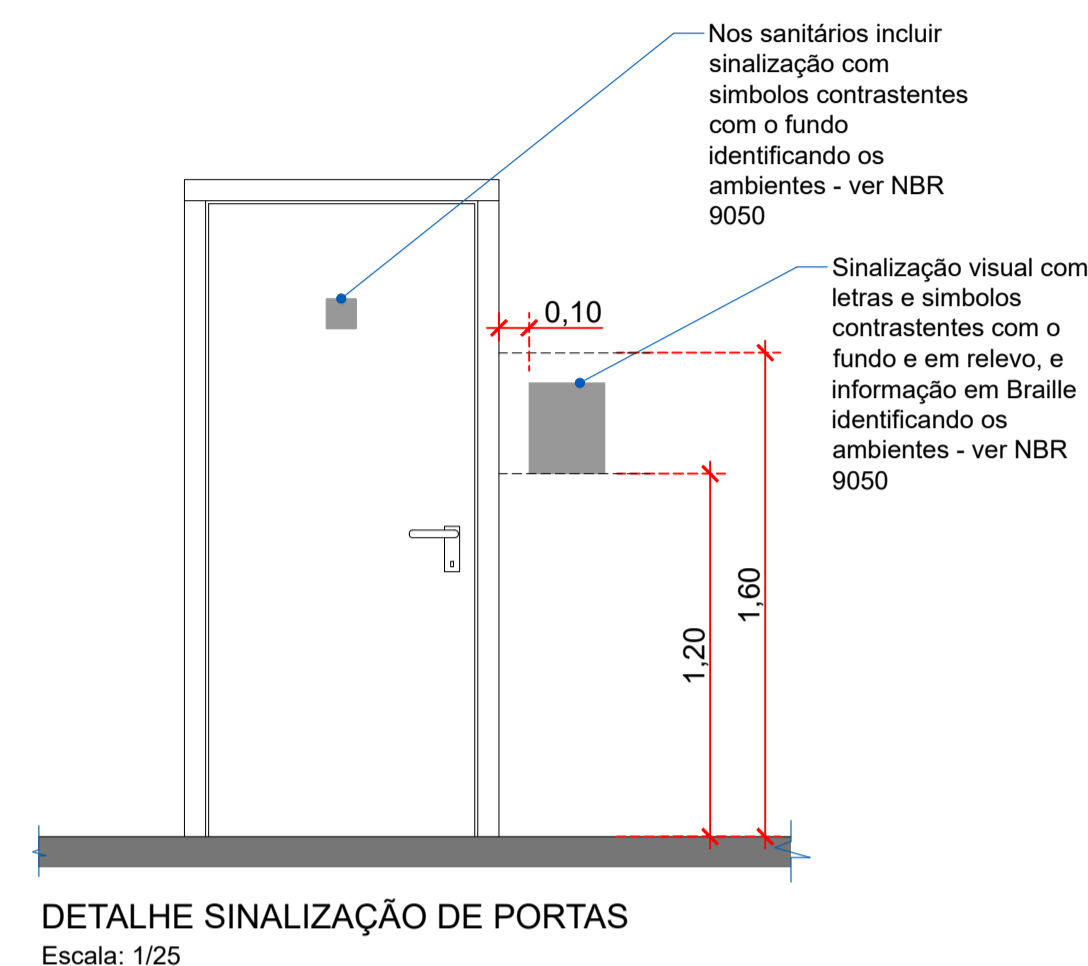 Nos sanitários incluir
sinalização com
simbolos contrastentes
com o fundo
identificando os
ambientes - ver NBR
9050
Sinalização visual com
letras e simbolos
contrastentes com o
fundo e em relevo, e
informação em Braille
identificando os
ambientes - ver NBR
9050
0,10
1,60
1,20
DETALHE SINALIZAÇÃO DE PORTAS
Escala: 1/25